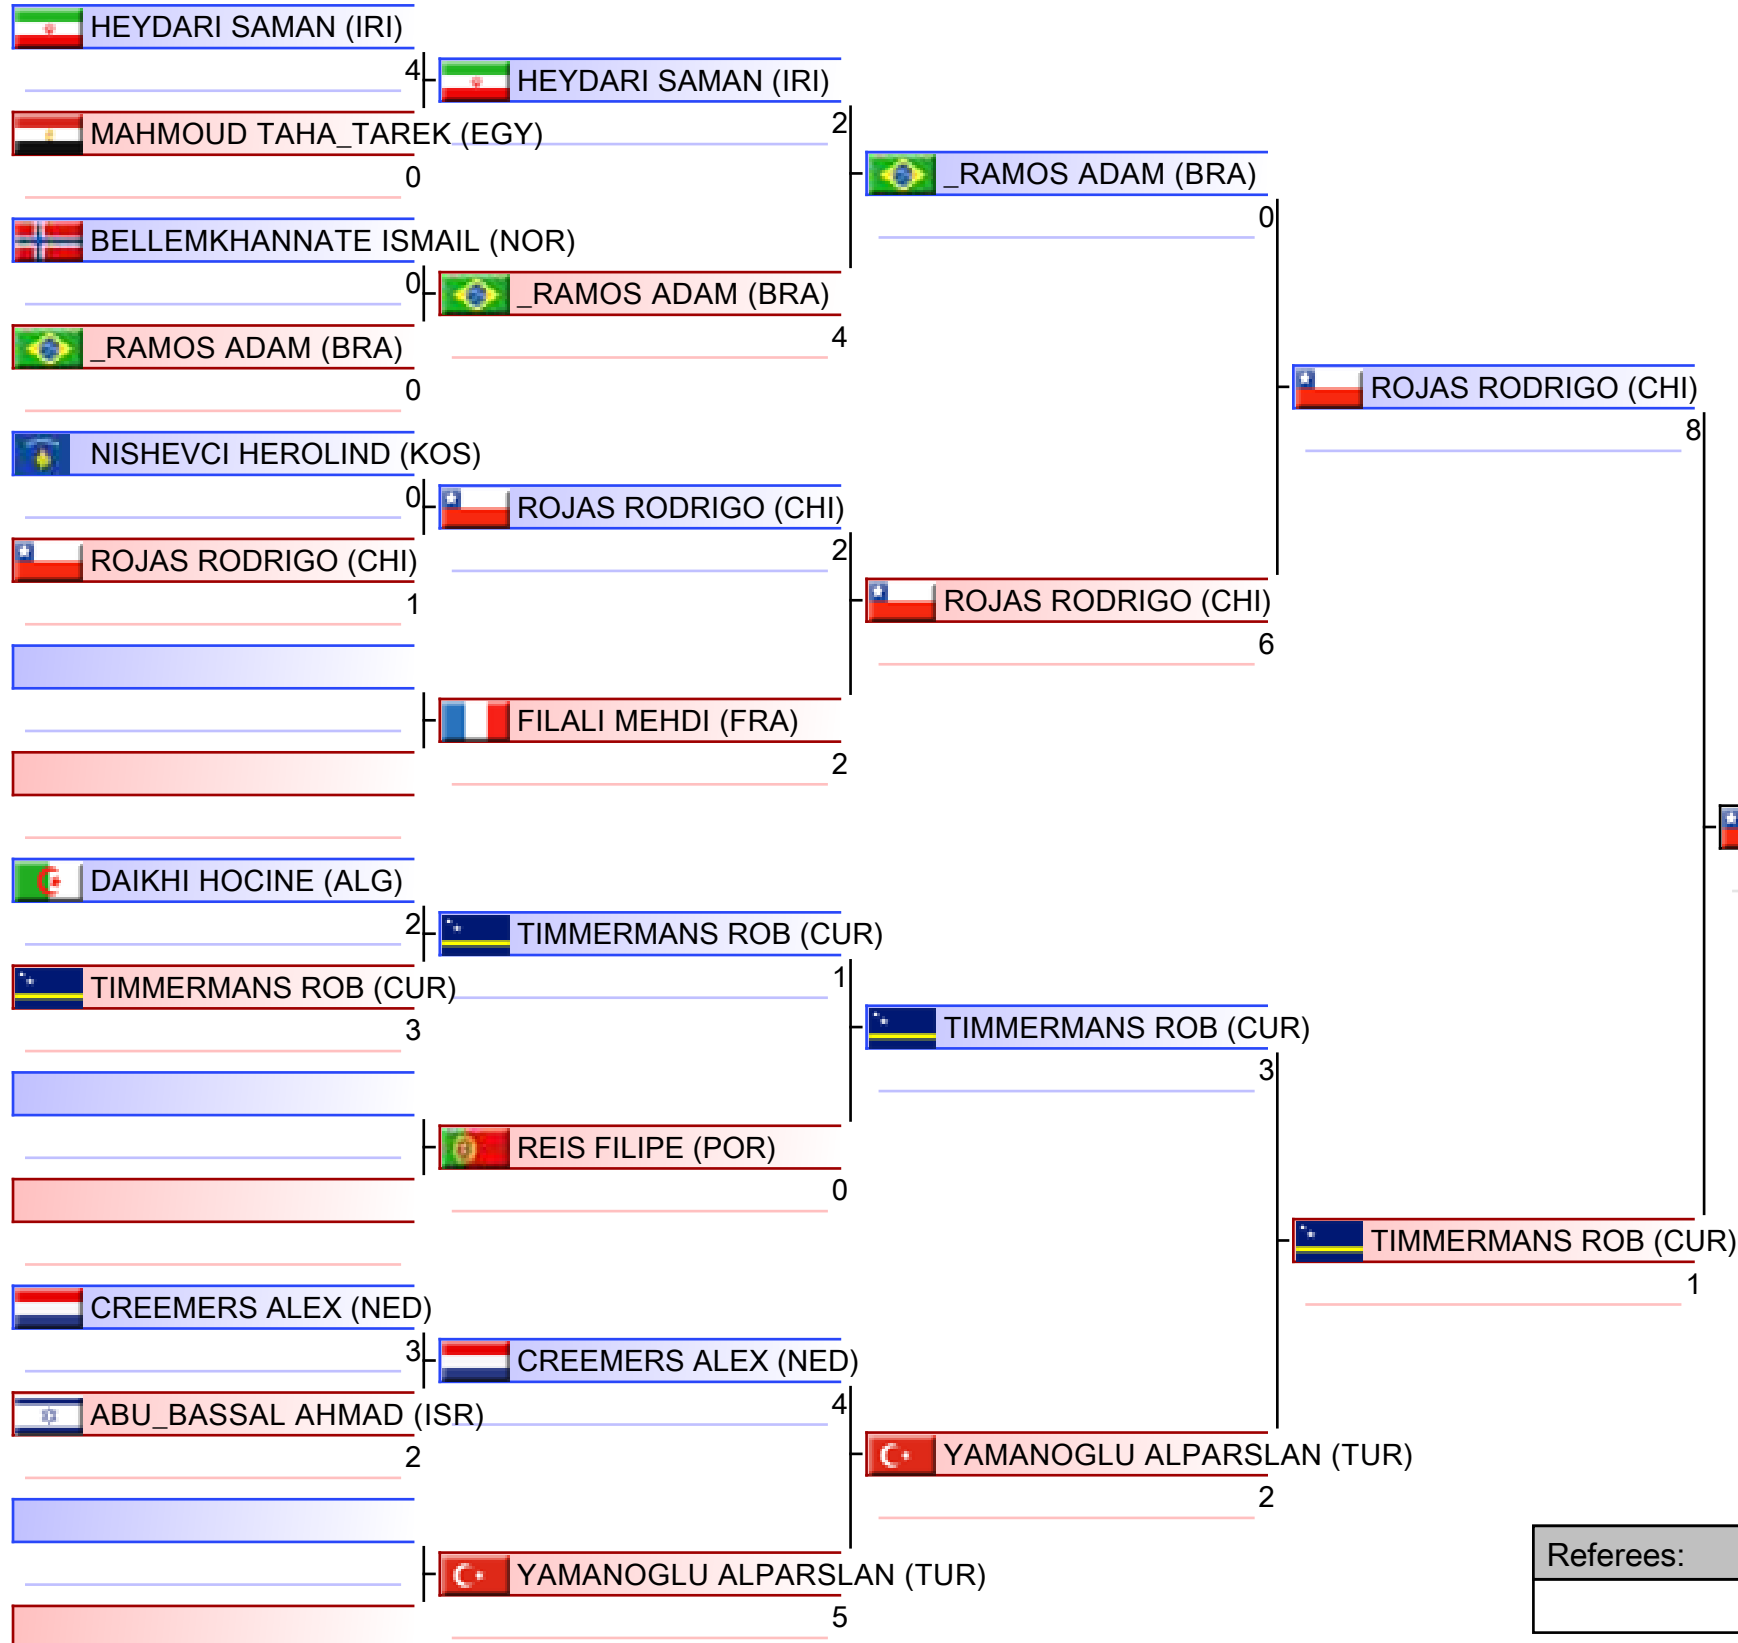 HEYDARI SAMAN (IRI)
4
MAHMOUD TAHA_TAREK (EGY)
0
BELLEMKHANNATE ISMAIL (NOR)
0
_RAMOS ADAM (BRA)
0
NISHEVCI HEROLIND (KOS)
0
ROJAS RODRIGO (CHI)
1
DAIKHI HOCINE (ALG)
2
TIMMERMANS ROB (CUR)
3
CREEMERS ALEX (NED)
3
ABU_BASSAL AHMAD (ISR)
2
HEYDARI SAMAN (IRI)
2
_RAMOS ADAM (BRA)
4
ROJAS RODRIGO (CHI)
2
FILALI MEHDI (FRA)
2
TIMMERMANS ROB (CUR)
1
REIS FILIPE (POR)
0
CREEMERS ALEX (NED)
4
YAMANOGLU ALPARSLAN (TUR)
5
_RAMOS ADAM (BRA)
0
ROJAS RODRIGO (CHI)
6
TIMMERMANS ROB (CUR)
3
YAMANOGLU ALPARSLAN (TUR)
2
ROJAS RODRIGO (CHI)
8
TIMMERMANS ROB (CUR)
1
Referees: